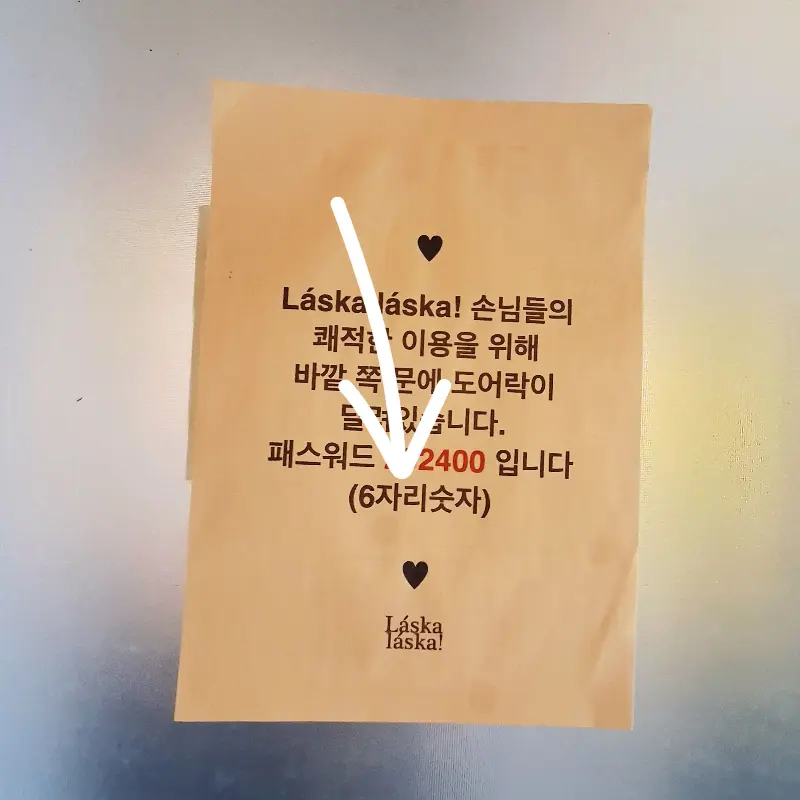 Láska láska! 손님들의
쾌적한 이용을 위해
바깥 쪽 문에 도어락이
달려있습니다.
패스워드 입니다
(6자리숫자)
Láska
láska!